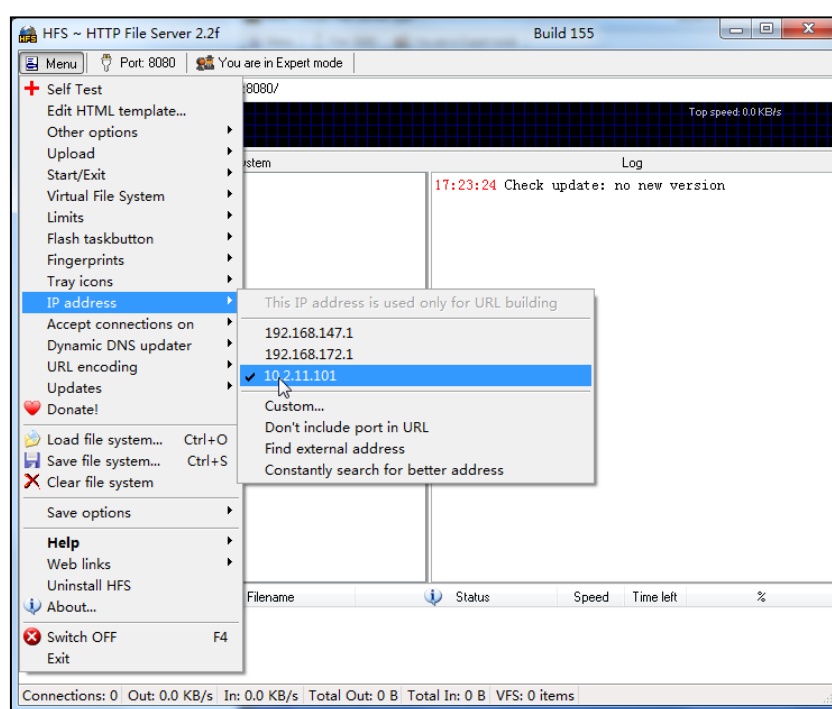 HFS ~ HTTP File Server 2.2f Build 155
Menu Port: 8080 You are in Expert mode
Self Test
:8080/
Edit HTML template...
Top speed: 0.0 KB/s
Other options
Upload
ystem Log
Start/Exit
17:23:24 Check update: no new version
Virtual File System
Limits
Flash taskbutton
Fingerprints
Tray icons
IP address
This IP address is used only for URL building
Accept connections on
192.168.147.1
Dynamic DNS updater
192.168.172.1
URL encoding
10.2.11.101
Updates
Donate!
Custom...
Don't include port in URL
Load file system... Ctrl+O
Find external address
Save file system... Ctrl+S
Constantly search for better address
Clear file system
Save options
Help
Web links
Uninstall HFS
Filename Status Speed Time left %
About...
Switch OFF F4
Exit
Connections: 0 Out: 0.0 KB/s In: 0.0 KB/s Total Out: 0 B Total In: 0 B VFS: 0 items